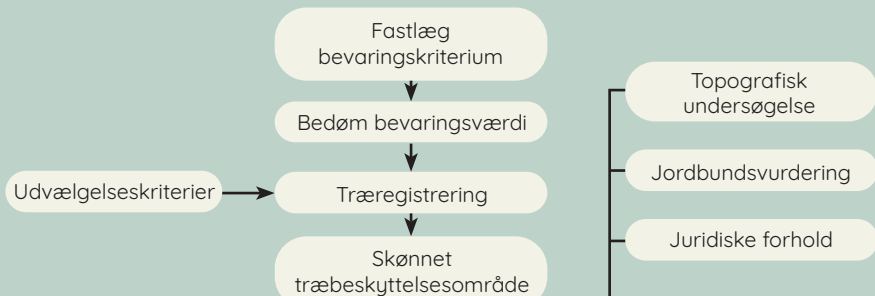 Fastlæg
bevaringskriterium
Bedøm bevaringsværdi
Udvælgelseskriterier
Træregistrering
Skønnet
træbeskyttelsesområde
Topografisk
undersøgelse
Jordbundsvurdering
Juridiske forhold